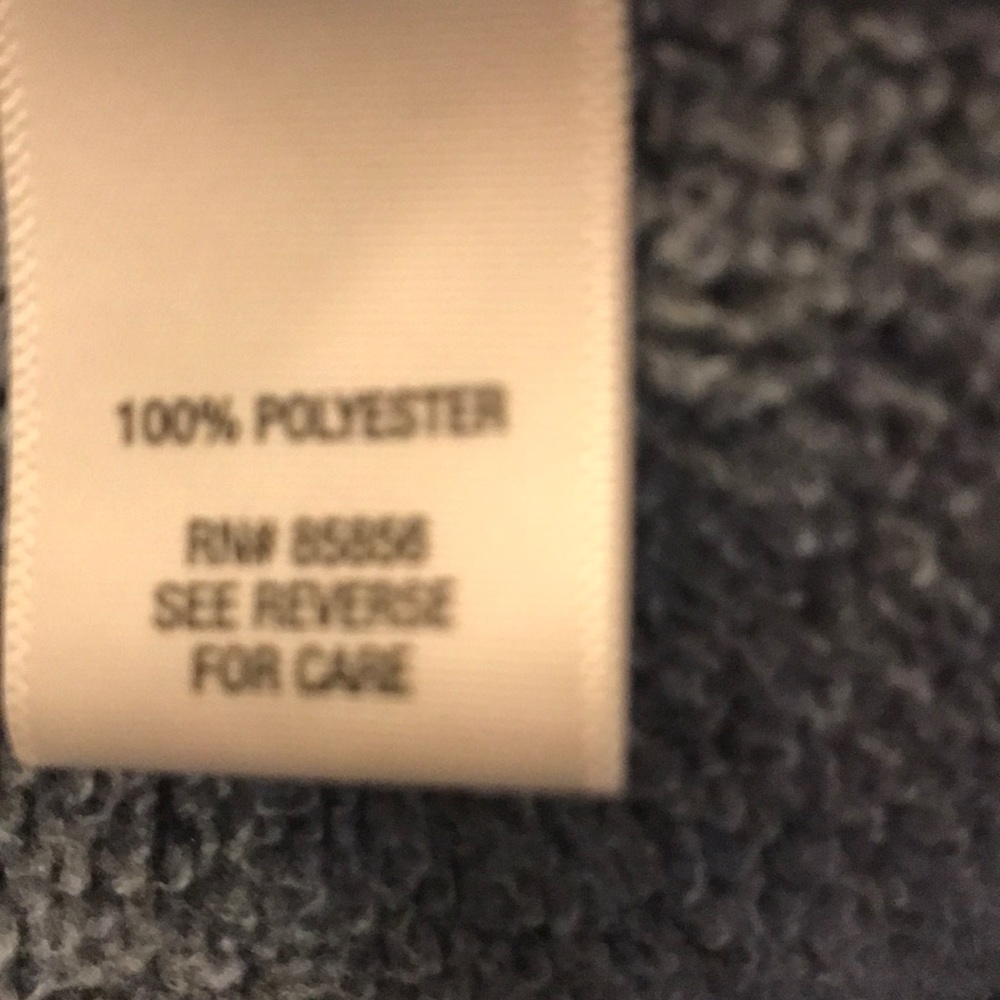 100% POLYESTER
RN# 85856
SEE REVERSE
FOR CARE